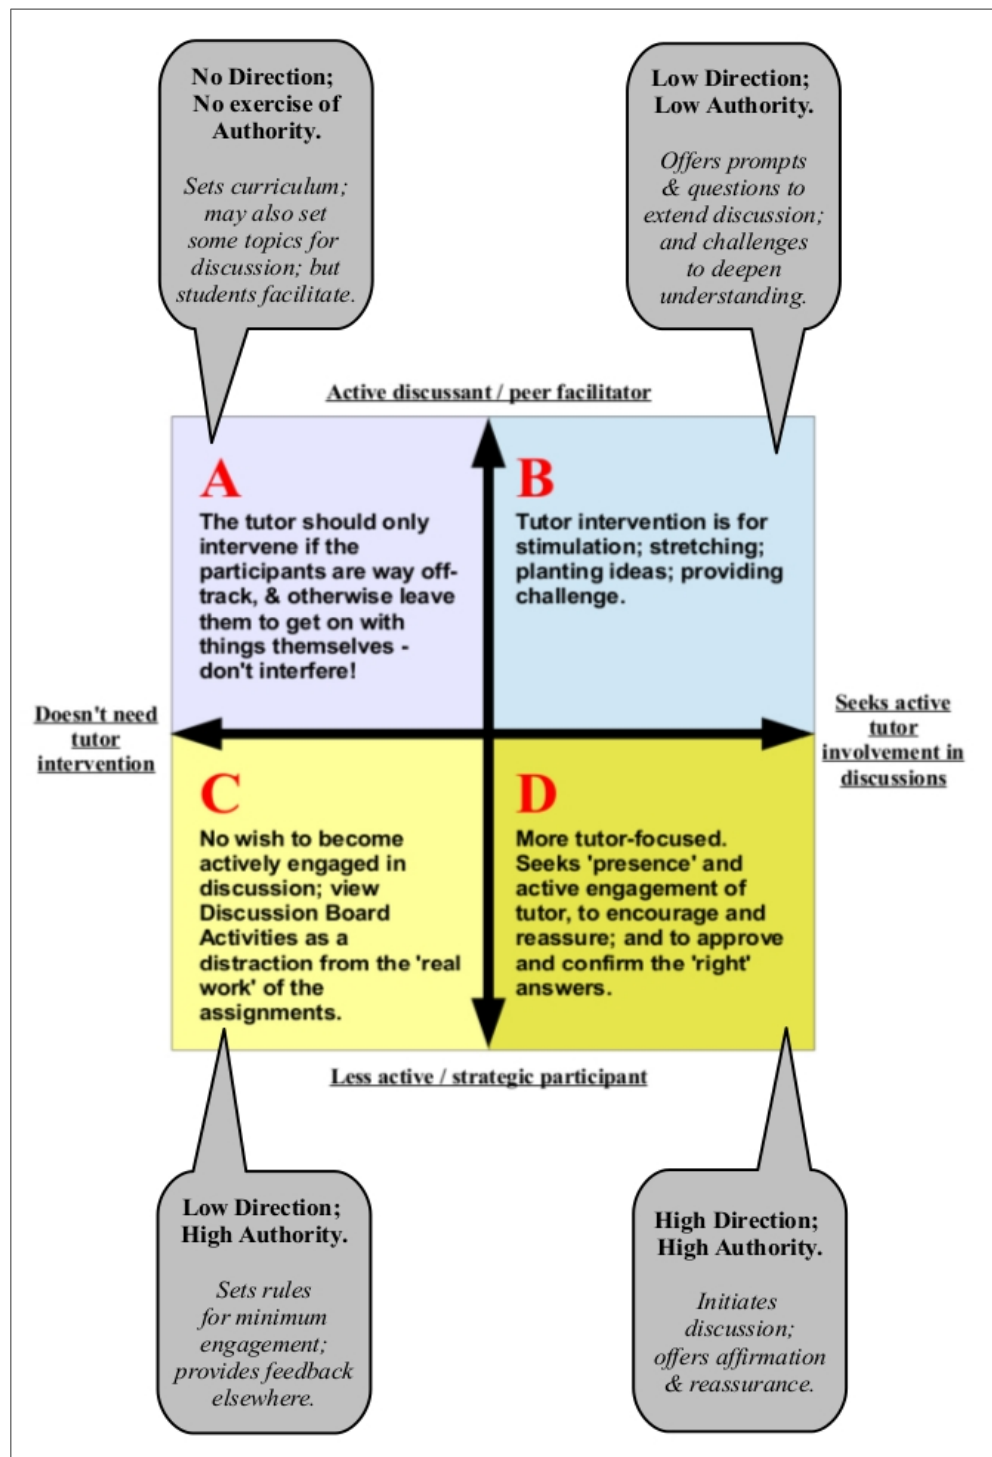 No Direction;
No exercise of
Authority.
Sets curriculum;
may also set
some topics for
discussion; but
students facilitate.
Low Direction;
Low Authority.
Offers prompts
& questions to
extend discussion;
and challenges
to deepen
understanding.
Active discussant / peer facilitator
A
The tutor should only
intervene if the
participants are way off-
track, & otherwise leave
them to get on with
things themselves -
don't interfere!
B
Tutor intervention is for
stimulation; stretching;
planting ideas; providing
challenge.
Doesn't need
tutor
intervention
Seeks active
tutor
involvement in
discussions
C
No wish to become
actively engaged in
discussion; view
Discussion Board
Activities as a
distraction from the 'real
work' of the
assignments.
D
More tutor-focused.
Seeks 'presence' and
active engagement of
tutor, to encourage and
reassure; and to approve
and confirm the 'right'
answers.
Less active / strategic participant
Low Direction;
High Authority.
Sets rules
for minimum
engagement;
provides feedback
elsewhere.
High Direction;
High Authority.
Initiates
discussion;
offers affirmation
& reassurance.